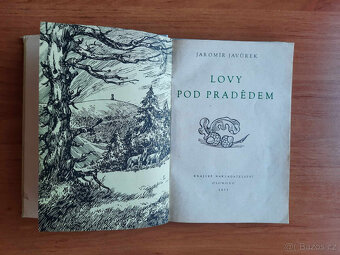 JAROMÍR JAVŮREK
LOVY
POD PRADĚDEM
KRAJSKÉ NAKLADATELSTVÍ
OLOMOUC